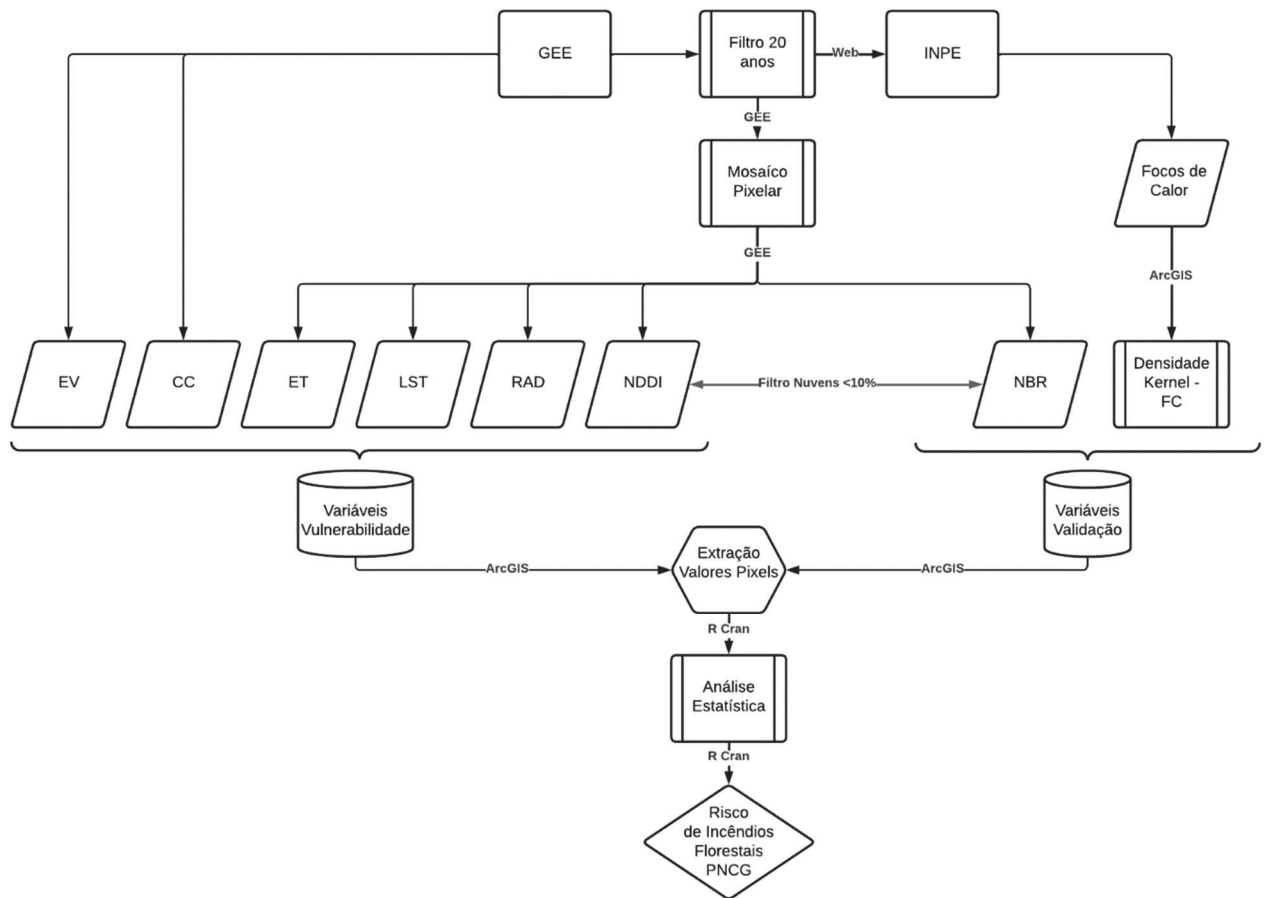 GEE
Filtro 20
anos
Web
INPE
GEE
Mosaíco
Pixelar
Focos de
Calor
GEE
ArcGIS
EV
CC
ET
LST
RAD
NDDI
Filtro Nuvens <10%
NBR
Densidade
Kernel -
FC
Variáveis
Vulnerabilidade
Variáveis
Validação
Extração
Valores Pixels
ArcGIS
ArcGIS
R Cran
Análise
Estatística
R Cran
Risco
de Incêndios
Florestais
PNCG